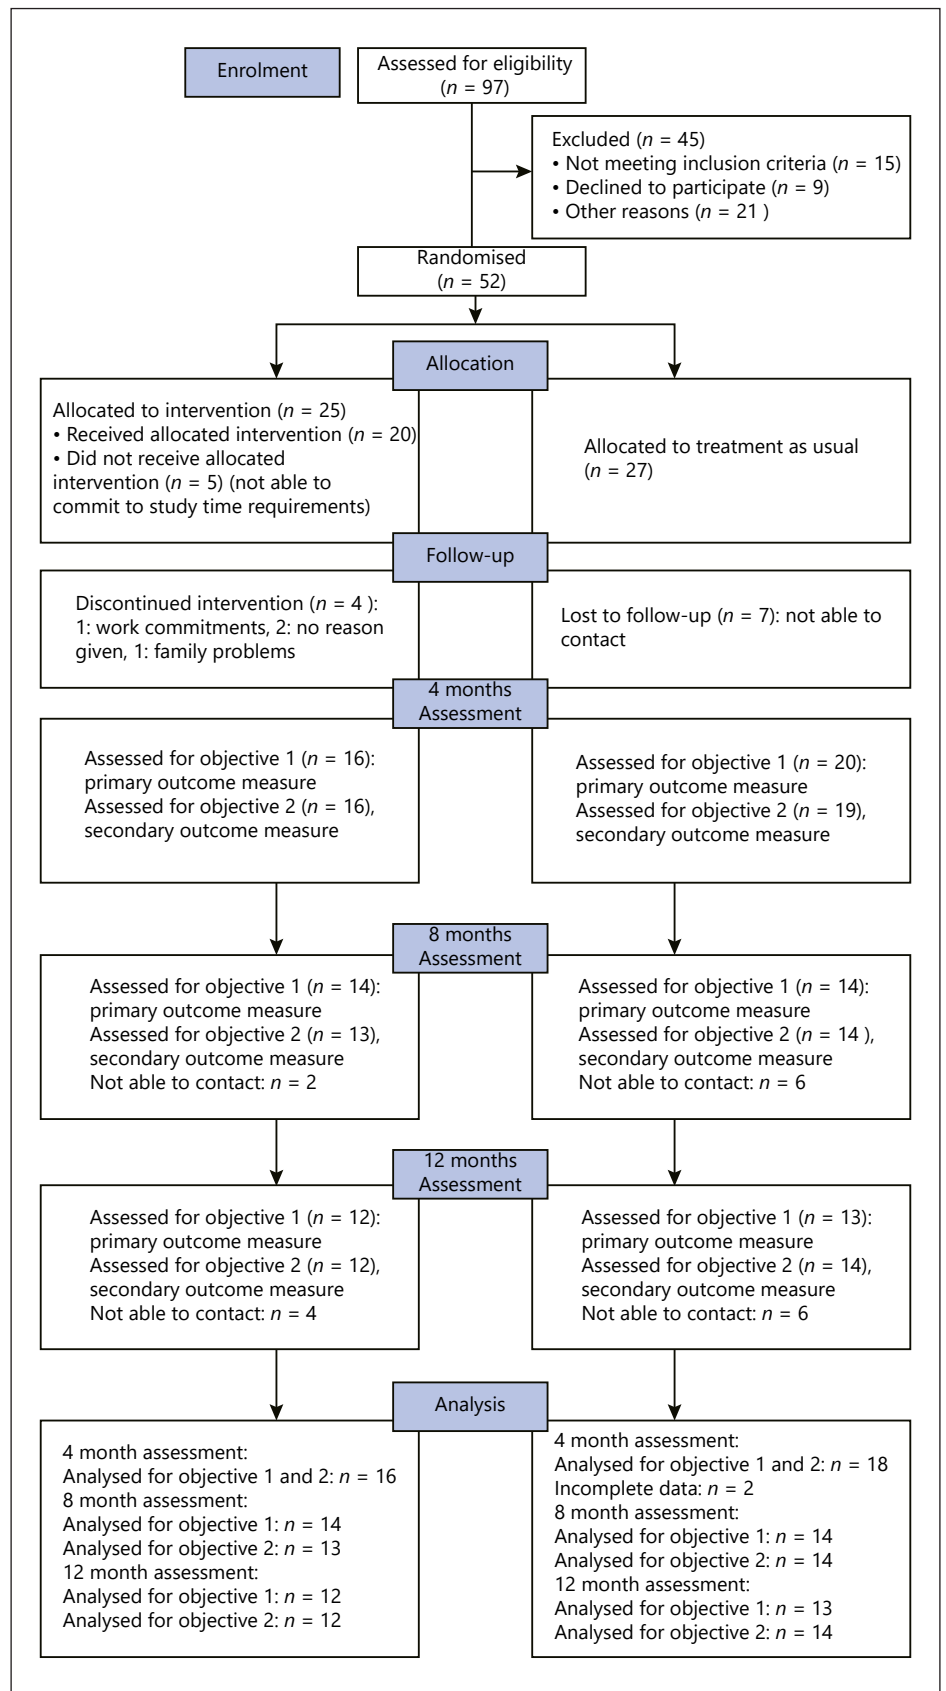 Enrolment
Assessed for eligibility
(n = 97)
Excluded (n = 45)
• Not meeting inclusion criteria (n = 15)
• Declined to participate (n = 9)
• Other reasons (n = 21 )
Randomised
(n = 52)
Allocation
Allocated to intervention (n = 25)
• Received allocated intervention (n = 20)
• Did not receive allocated
intervention (n = 5) (not able to
commit to study time requirements)
Allocated to treatment as usual
(n = 27)
Follow-up
Discontinued intervention (n = 4 ):
1: work commitments, 2: no reason
given, 1: family problems
Lost to follow-up (n = 7): not able to
contact
4 months
Assessment
Assessed for objective 1 (n = 16):
primary outcome measure
Assessed for objective 2 (n = 16),
secondary outcome measure
Assessed for objective 1 (n = 20):
primary outcome measure
Assessed for objective 2 (n = 19),
secondary outcome measure
8 months
Assessment
Assessed for objective 1 (n = 14):
primary outcome measure
Assessed for objective 2 (n = 13),
secondary outcome measure
Not able to contact: n = 2
Assessed for objective 1 (n = 14):
primary outcome measure
Assessed for objective 2 (n = 14 ),
secondary outcome measure
Not able to contact: n = 6
12 months
Assessment
Assessed for objective 1 (n = 12):
primary outcome measure
Assessed for objective 2 (n = 12),
secondary outcome measure
Not able to contact: n = 4
Assessed for objective 1 (n = 13):
primary outcome measure
Assessed for objective 2 (n = 14),
secondary outcome measure
Not able to contact: n = 6
Analysis
4 month assessment:
Analysed for objective 1 and 2: n = 16
8 month assessment:
Analysed for objective 1: n = 14
Analysed for objective 2: n = 13
12 month assessment:
Analysed for objective 1: n = 12
Analysed for objective 2: n = 12
4 month assessment:
Analysed for objective 1 and 2: n = 18
Incomplete data: n = 2
8 month assessment:
Analysed for objective 1: n = 14
Analysed for objective 2: n = 14
12 month assessment:
Analysed for objective 1: n = 13
Analysed for objective 2: n = 14